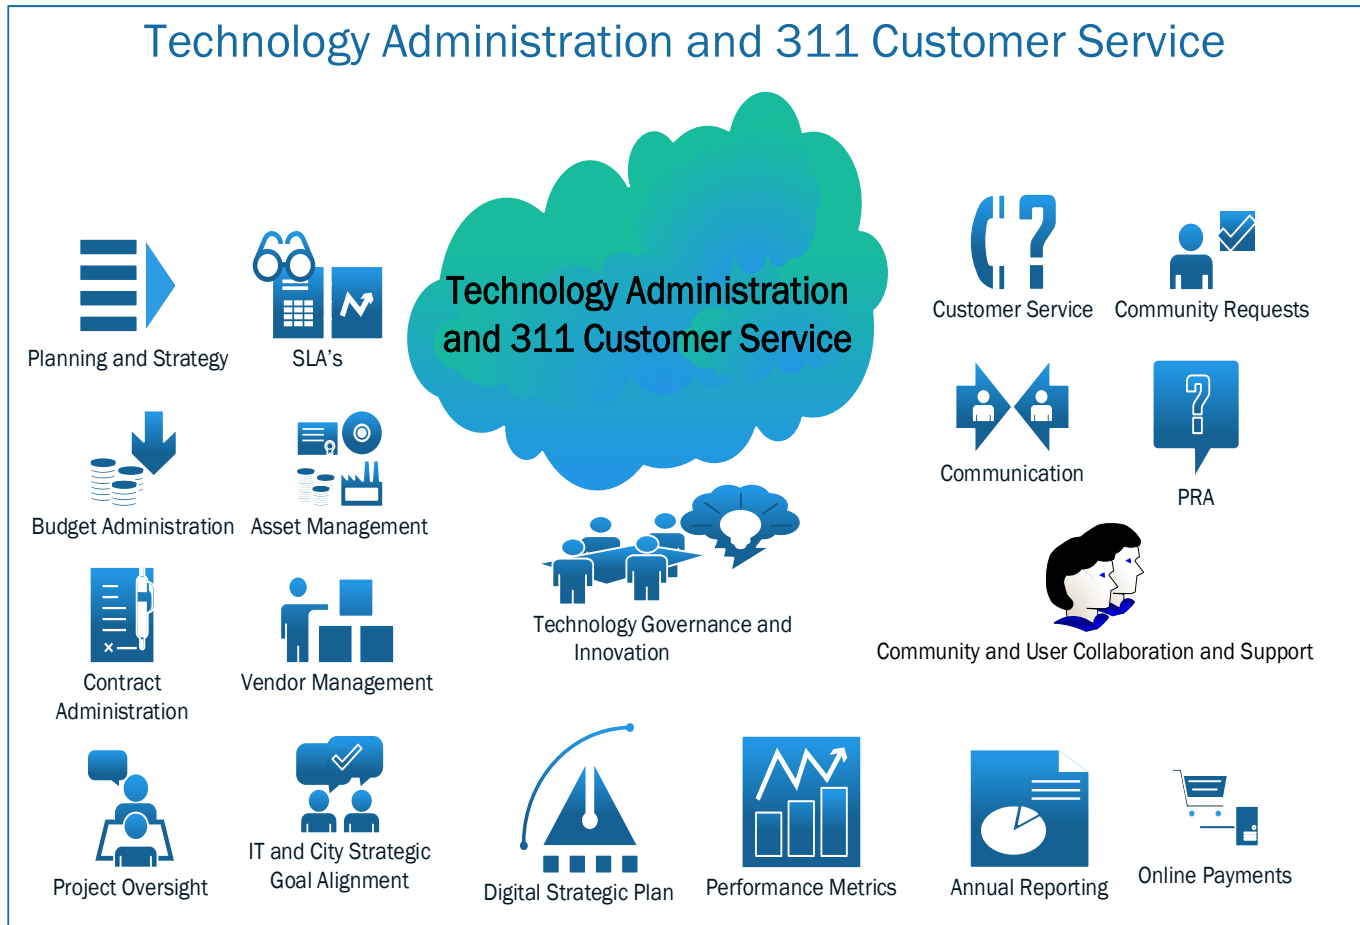 Technology Administration and 311 Customer Service
Technology Administration
and 311 Customer Service
Planning and Strategy
SLA's
Customer Service
Community Requests
Budget Administration
Asset Management
Communication
PRA
Contract
Administration
Vendor Management
Technology Governance and
Innovation
Community and User Collaboration and Support
Project Oversight
IT and City Strategic
Goal Alignment
Digital Strategic Plan
Performance Metrics
Annual Reporting
Online Payments